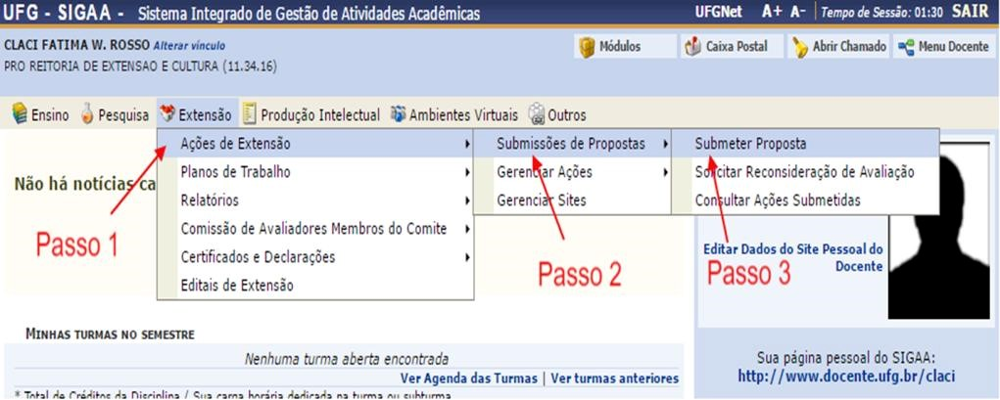 UFG - SIGAA - Sistema Integrado de Gestão de Atividades Acadêmicas
UFGNet A+ A- Tempo de Sessão: 01:30 SAIR
CLACI FATIMA W. ROSSO Alterar vínculo
PRO REITORIA DE EXTENSAO E CULTURA (11.34.16)
Módulos Caixa Postal Abrir Chamado Menu Docente
Ensino Pesquisa Extensão Produção Intelectual Ambientes Virtuais Outros
Ações de Extensão
Planos de Trabalho
Relatórios
Comissão de Avaliadores Membros do Comite
Certificados e Declarações
Editais de Extensão
Submissões de Propostas
Gerenciar Ações
Gerenciar Sites
Submeter Proposta
Solicitar Reconsideração de Avaliação
Consultar Ações Submetidas
Não há notícias ca
Passo 1
Passo 2
Passo 3
Editar Dados do Site Pessoal do
Docente
MINHAS TURMAS NO SEMESTRE
Nenhuma turma aberta encontrada
Ver Agenda das Turmas | Ver turmas anteriores
* Total de Créditos da Disciplina / Sua carga horária dedicada na turma ou subturma
Sua página pessoal do SIGAA:
http://www.docente.ufg.br/claci